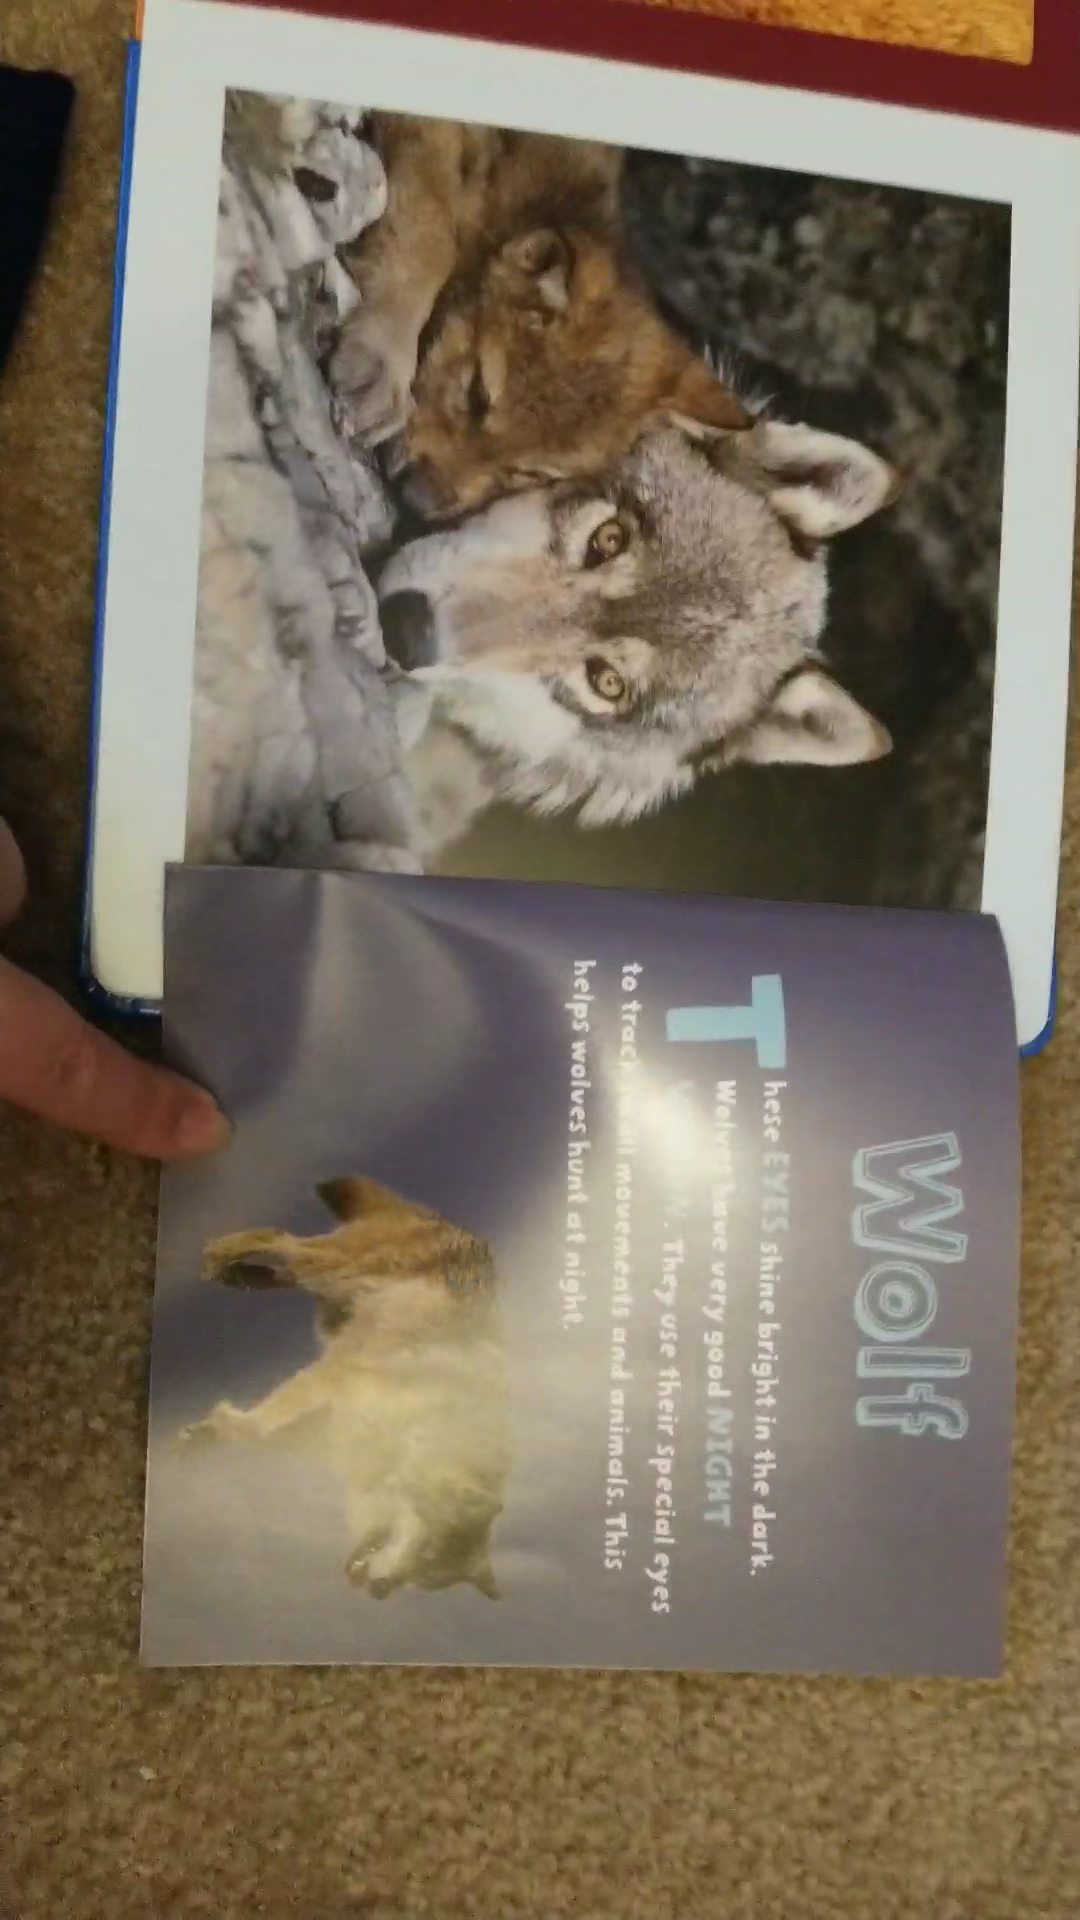 Wolf
These EYES shine bright in the dark.
Wolves have very good NIGHT
. They use their special eyes
to track movements and animals. This
helps wolves hunt at night.